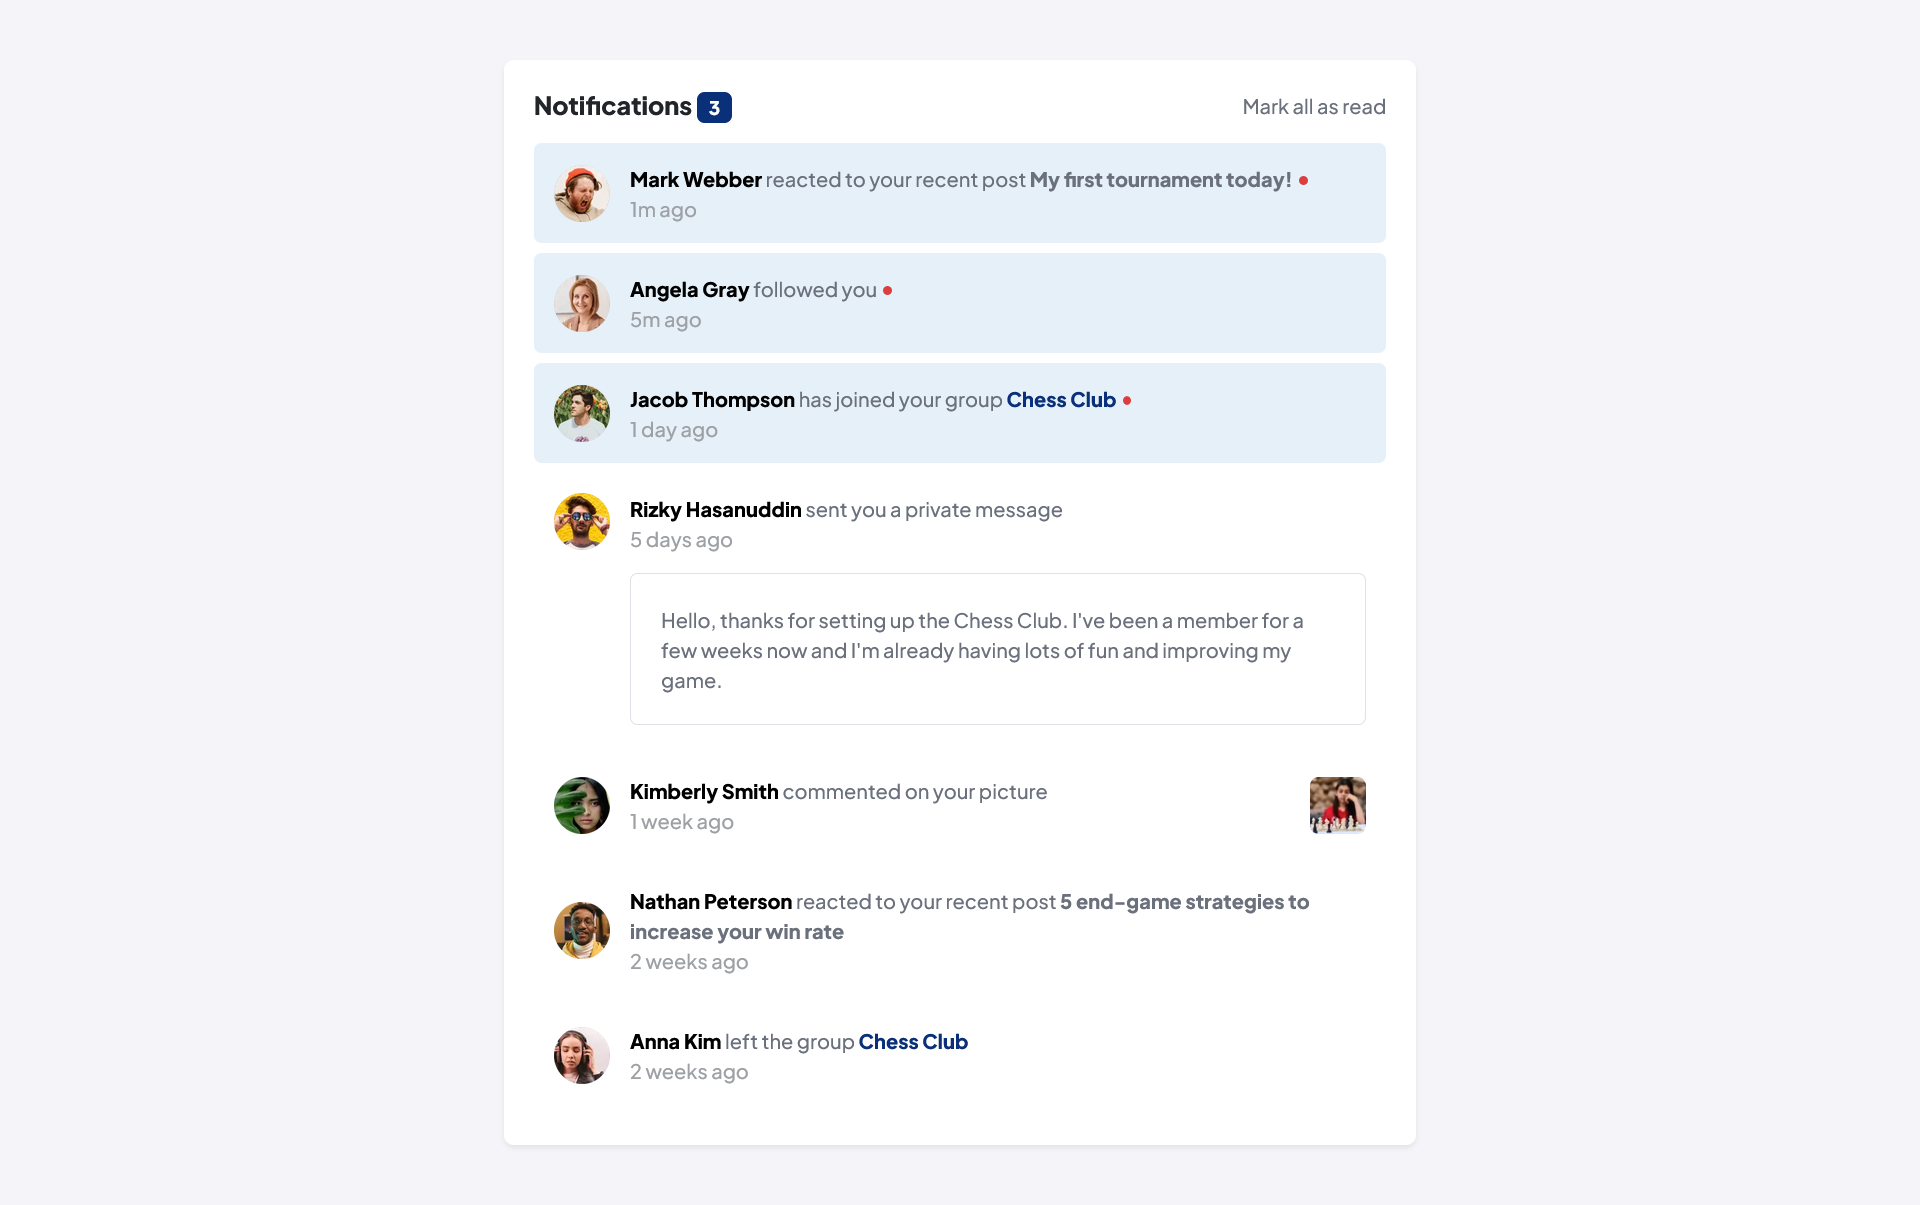 Notifications 3
Mark all as read
Mark Webber reacted to your recent post My first tournament today!
1m ago
Angela Gray followed you
5m ago
Jacob Thompson has joined your group Chess Club
1 day ago
Rizky Hasanuddin sent you a private message
5 days ago
Hello, thanks for setting up the Chess Club. I've been a member for a
few weeks now and I'm already having lots of fun and improving my
game.
Kimberly Smith commented on your picture
1 week ago
Nathan Peterson reacted to your recent post 5 end-game strategies to
increase your win rate
2 weeks ago
Anna Kim left the group Chess Club
2 weeks ago